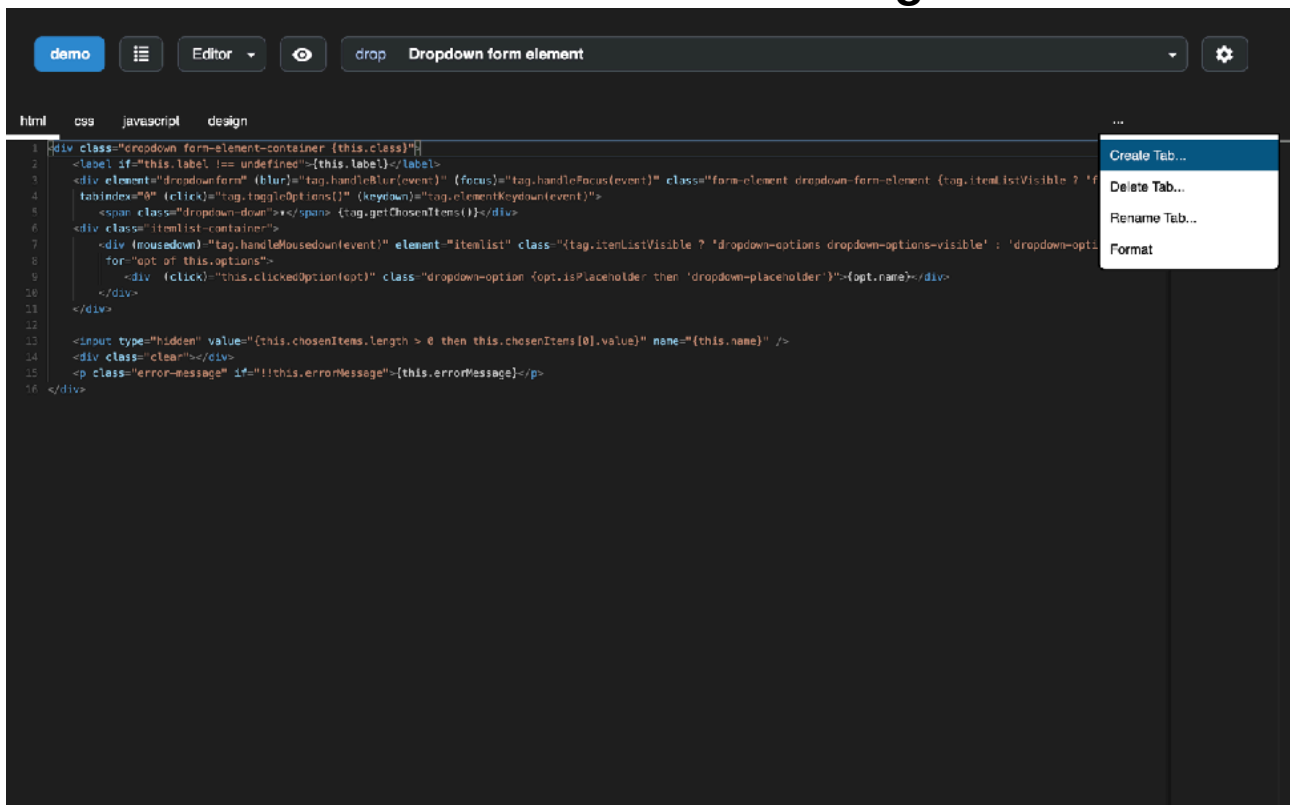 demo Editor drop Dropdown form element
html css javascript design ...
Create Tab...
Delete Tab...
Rename Tab...
Format
1 <div class="dropdown form-element-container {this.class}">
2 <label if="this.label !== undefined">{this.label}</label>
3 <div element="dropdownform" (blur)="tag.handleBlur(event)" (focus)="tag.handleFocus(event)" class="form-element dropdown-form-element {tag.itemListVisible ? 'f
4 tabindex="0" (click)="tag.toggleOptions()" (keydown)="tag.elementKeydown(event)">
5 <span class="dropdown-down">▾</span> {tag.getChosenItems()}</div>
6 <div class="itemlist-container">
7 <div (mousedown)="tag.handleMousedown(event)" element="itemlist" class="{tag.itemListVisible ? 'dropdown-options dropdown-options-visible' : 'dropdown-opti
8 for="opt of this.options">
9 <div (click)="this.clickedOption(opt)" class="dropdown-option {opt.isPlaceholder then 'dropdown-placeholder'}">{opt.name}</div>
10 </div>
11 </div>
12
13 <input type="hidden" value="{this.chosenItems.length > 0 then this.chosenItems[0].value}" name="{this.name}" />
14 <div class="clear"></div>
15 <p class="error-message" if="!!this.errorMessage">{this.errorMessage}</p>
16 </div>